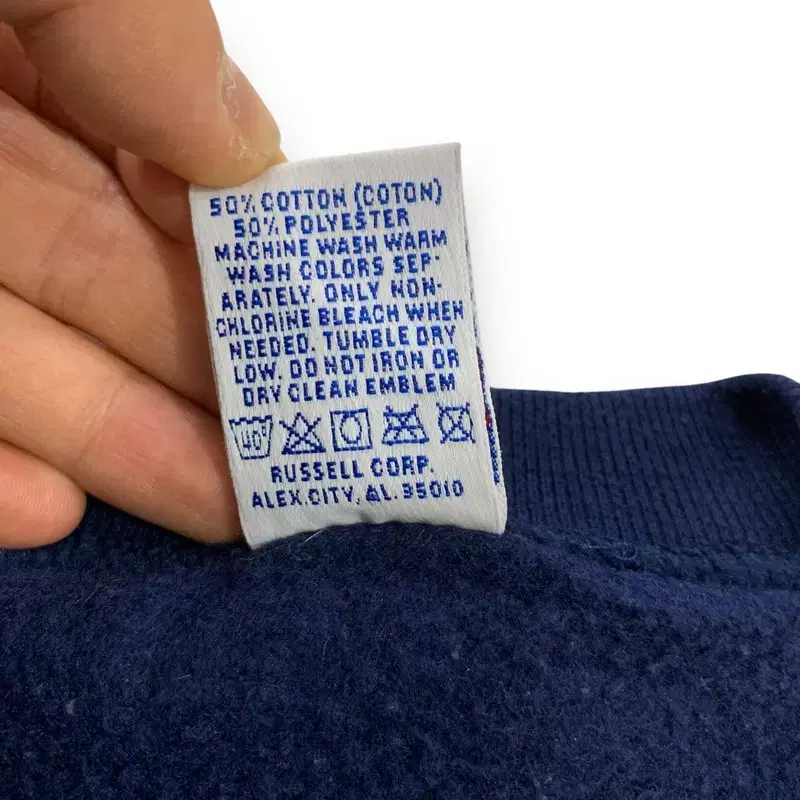 50% COTTON (COTON)
50% POLYESTER
MACHINE WASH WARM
WASH COLORS SEP-
ARATELY. ONLY NON-
CHLORINE BLEACH WHEN
NEEDED. TUMBLE DRY
LOW. DO NOT IRON OR
DRY CLEAN EMBLEM
40°
RUSSELL CORP.
ALEX.CITY, AL. 35010